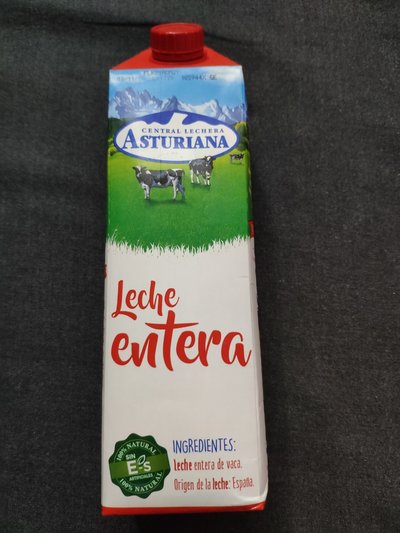 CENTRAL LECHERA
ASTURIANA
Leche
entera
100% NATURAL
SIN
E-s
ARTIFICIALES
100% NATURAL
INGREDIENTES:
Leche entera de vaca.
Origen de la leche: España.